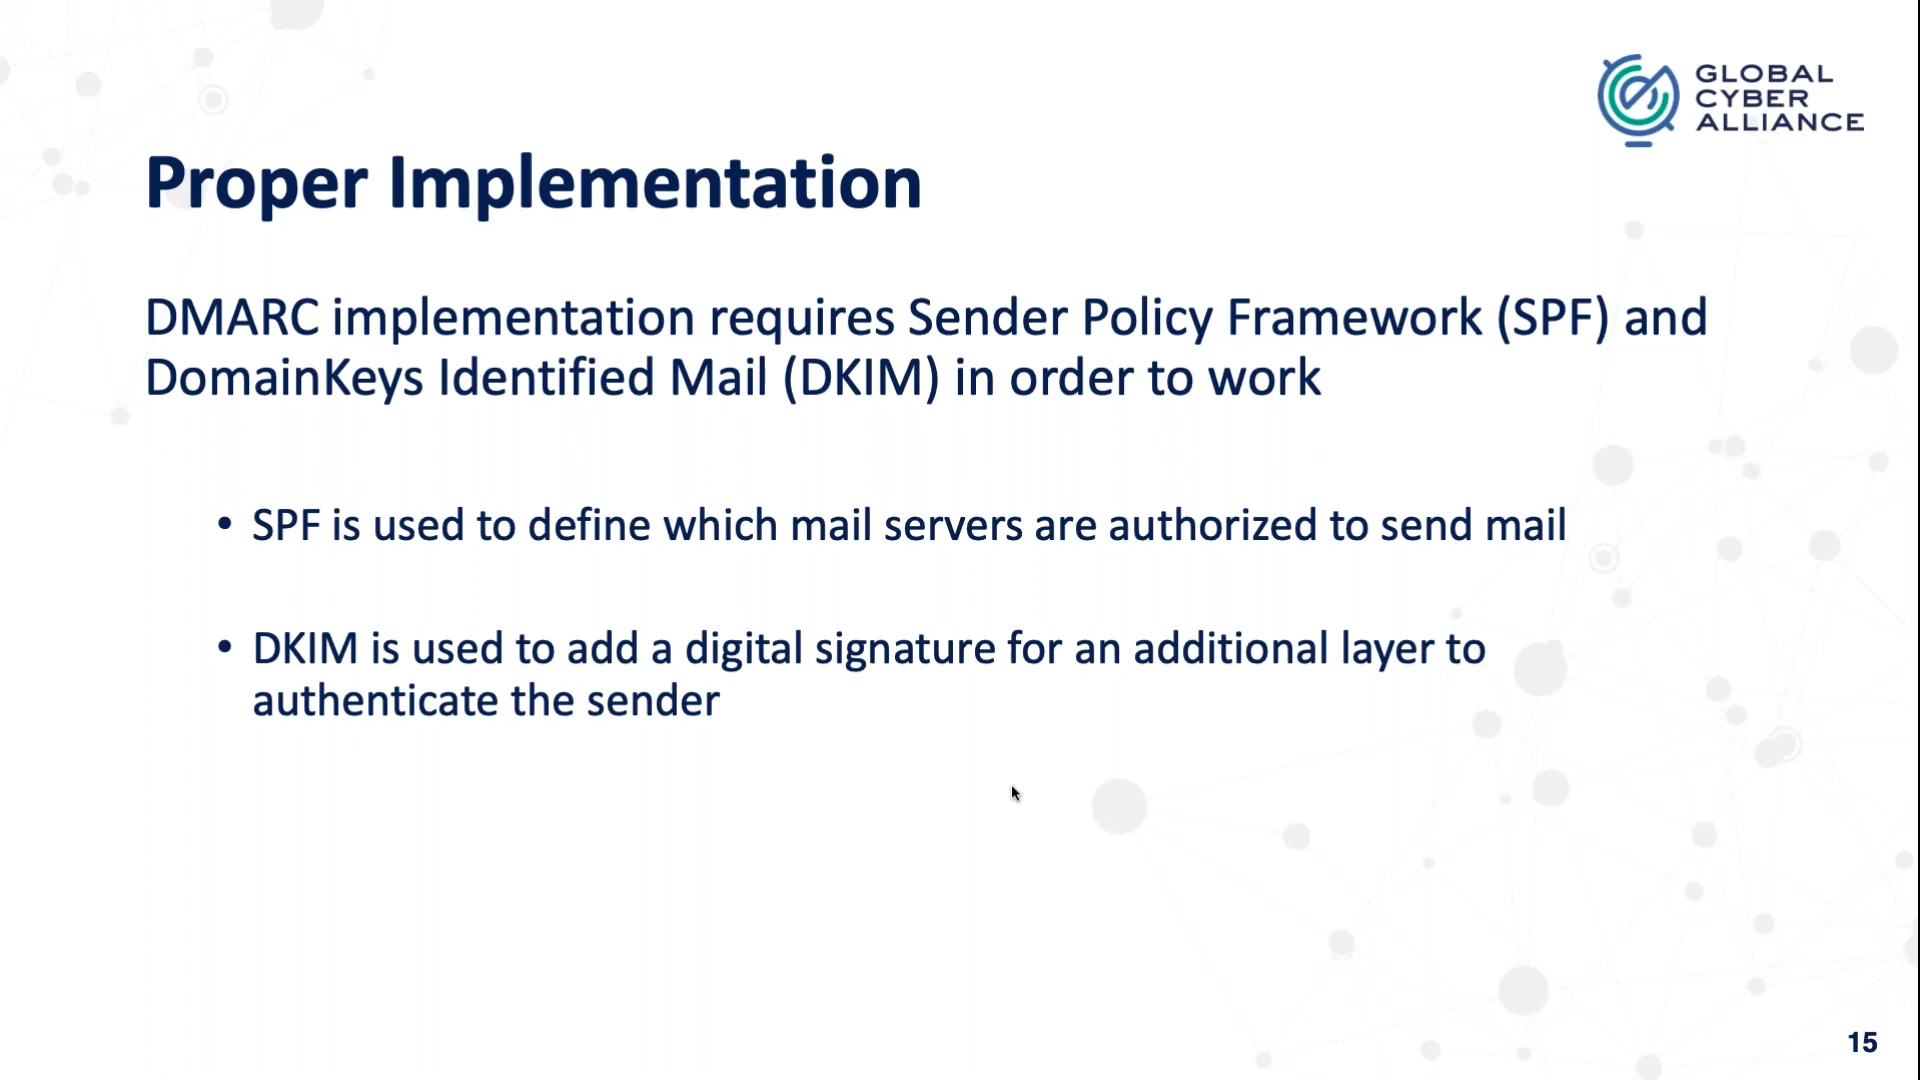 GLOBAL
CYBER
ALLIANCE
Proper Implementation
DMARC implementation requires Sender Policy Framework (SPF) and
DomainKeys Identified Mail (DKIM) in order to work
• SPF is used to define which mail servers are authorized to send mail
• DKIM is used to add a digital signature for an additional layer to
authenticate the sender
15